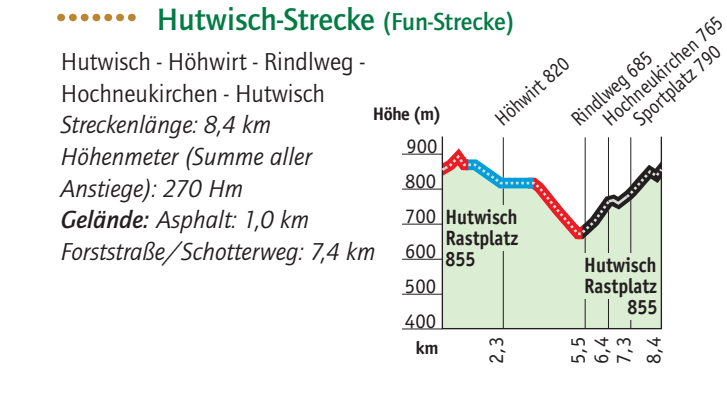 Hutwisch-Strecke (Fun-Strecke)
Hutwisch - Höhwirt - Rindlweg -
Hochneukirchen - Hutwisch
Streckenlänge: 8,4 km
Höhenmeter (Summe aller
Anstiege): 270 Hm
Gelände: Asphalt: 1,0 km
Forststraße/Schotterweg: 7,4 km
Höhe (m)
Höhwirt 820
Rindlweg 685
Hochneukirchen 765
Sportplatz 790
900
800
700
600
500
400
Hutwisch
Rastplatz
855
Hutwisch
Rastplatz
855
km
2,3
5,5
6,4
7,3
8,4